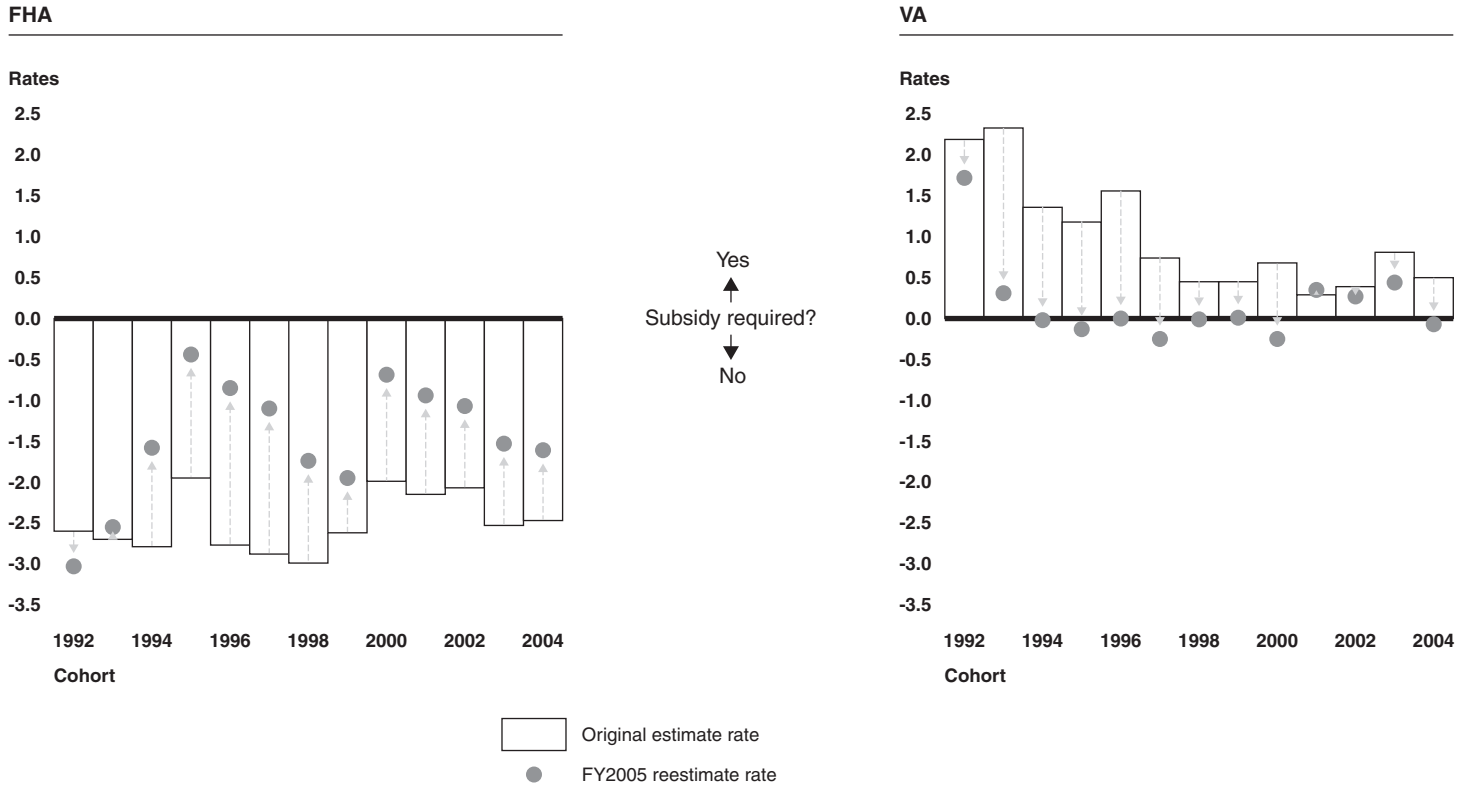 FHA
Rates
2.5
2.0
1.5
1.0
0.5
0.0
-0.5
-1.0
-1.5
-2.0
-2.5
-3.0
-3.5
1992 1994 1996 1998 2000 2002 2004
Cohort
Yes
Subsidy required?
No
VA
Rates
2.5
2.0
1.5
1.0
0.5
0.0
-0.5
-1.0
-1.5
-2.0
-2.5
-3.0
-3.5
1992 1994 1996 1998 2000 2002 2004
Cohort
Original estimate rate
FY2005 reestimate rate